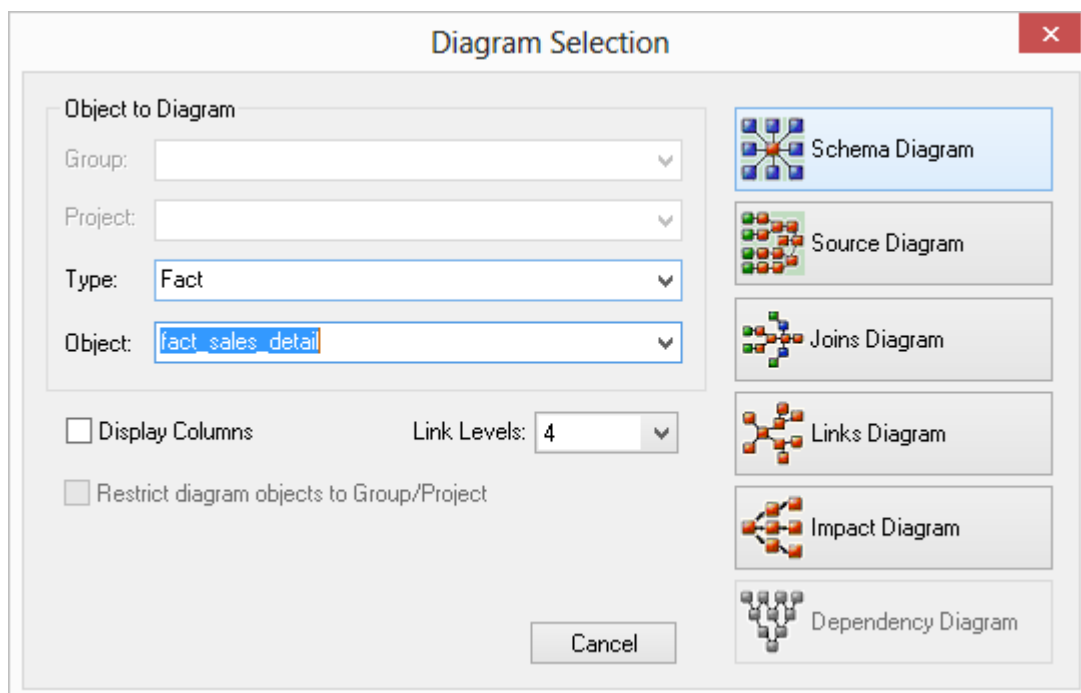 Diagram Selection
Object to Diagram
Group:
Project:
Type: Fact
Object: fact_sales_detail
Display Columns Link Levels: 4
Restrict diagram objects to Group/Project
Cancel
Schema Diagram
Source Diagram
Joins Diagram
Links Diagram
Impact Diagram
Dependency Diagram